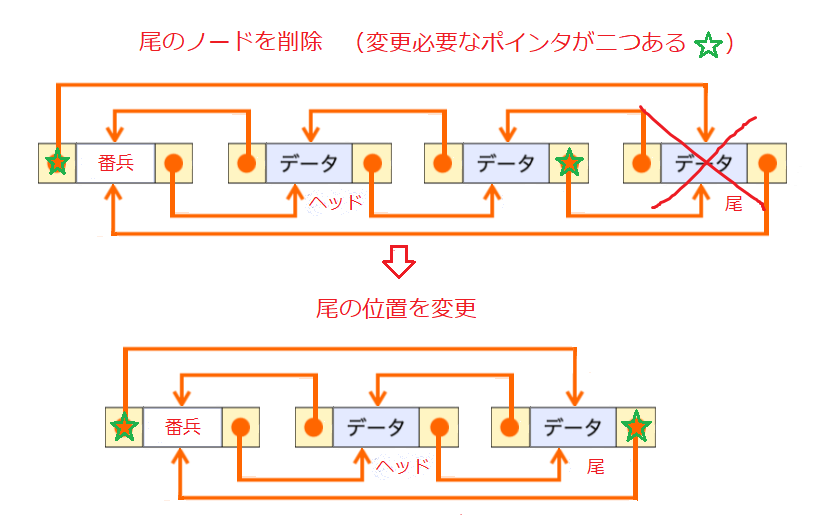 尾のノードを削除 (変更必要なポインタが二つある ☆)
番兵 データ データ データ
ヘッド 尾
尾の位置を変更
番兵 データ データ
ヘッド 尾